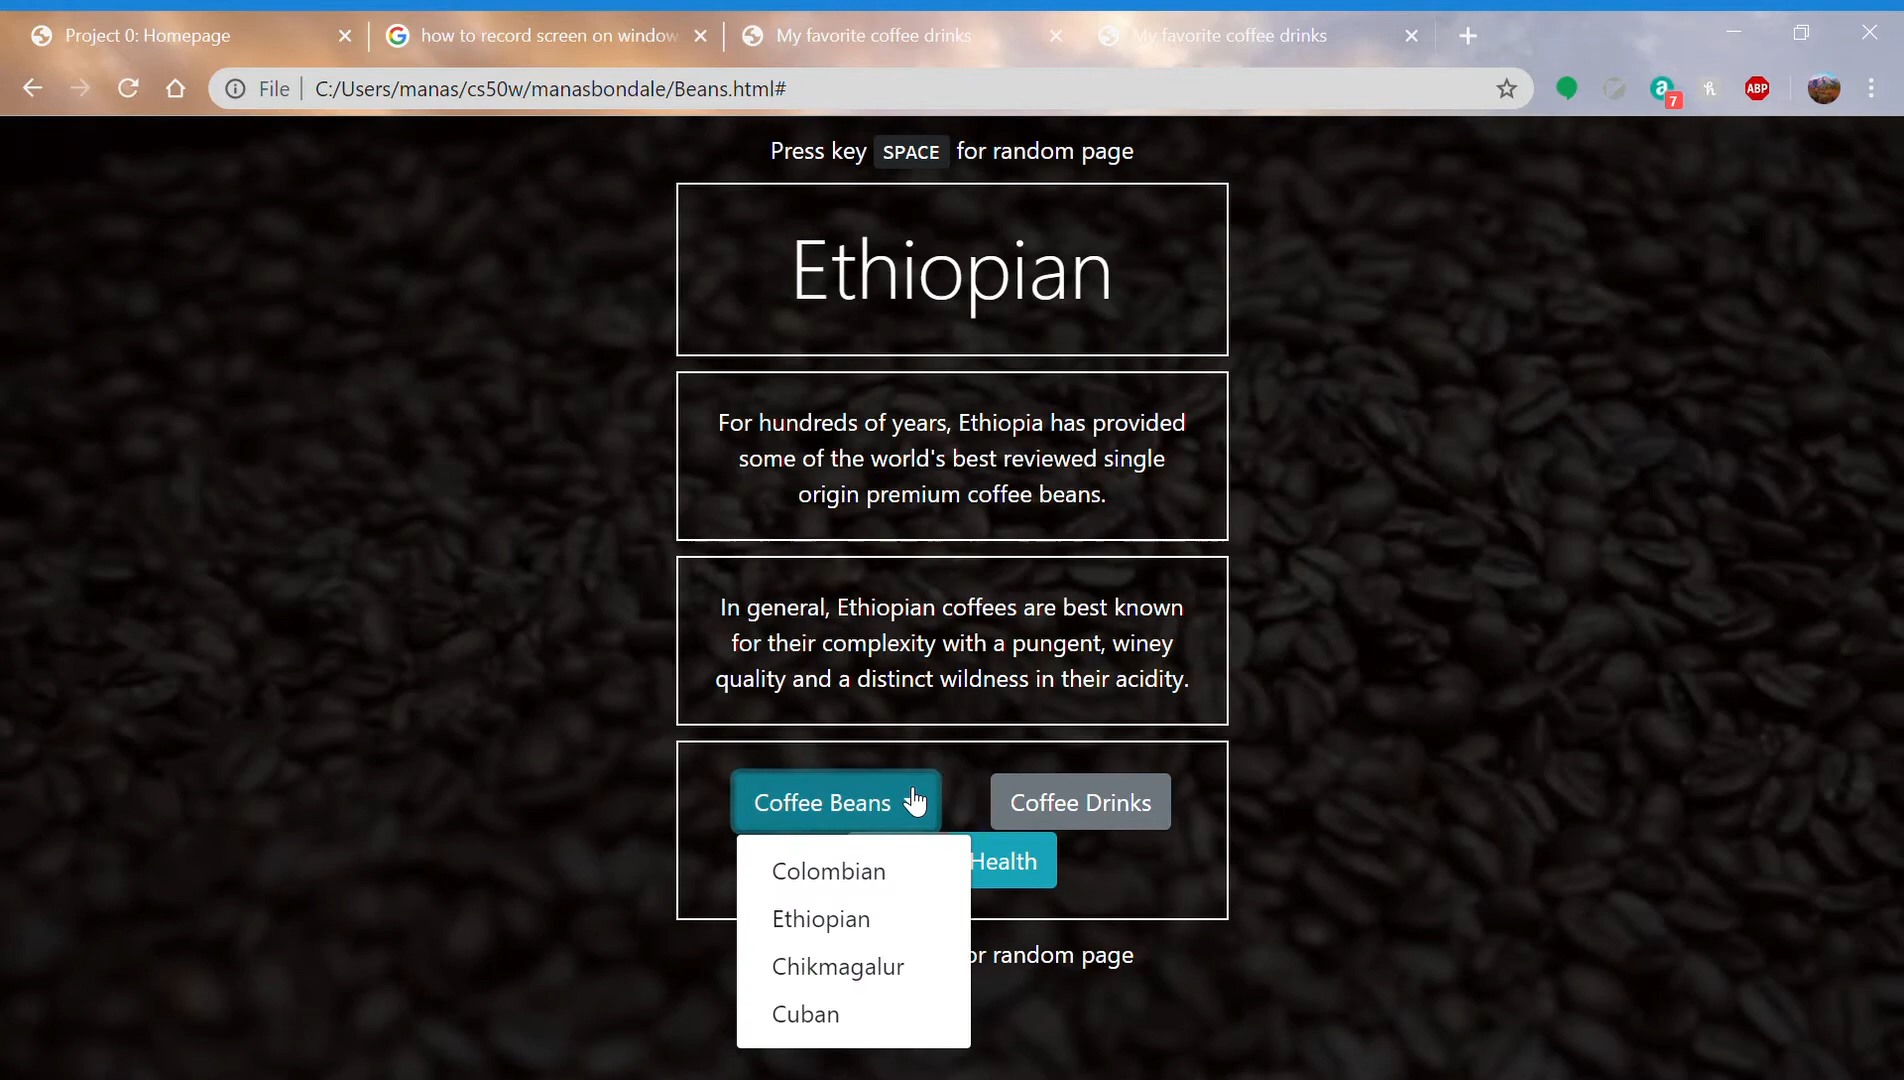 Project 0: Homepage
how to record screen on window
My favorite coffee drinks
My favorite coffee drinks
File
C:/Users/manas/cs50w/manasbondale/Beans.html#
a
7
h
ABP
Press key SPACE for random page
Ethiopian
For hundreds of years, Ethiopia has provided
some of the world's best reviewed single
origin premium coffee beans.
In general, Ethiopian coffees are best known
for their complexity with a pungent, winey
quality and a distinct wildness in their acidity.
Coffee Beans
Coffee Drinks
Health
Colombian
Ethiopian
Chikmagalur
Cuban
or random page